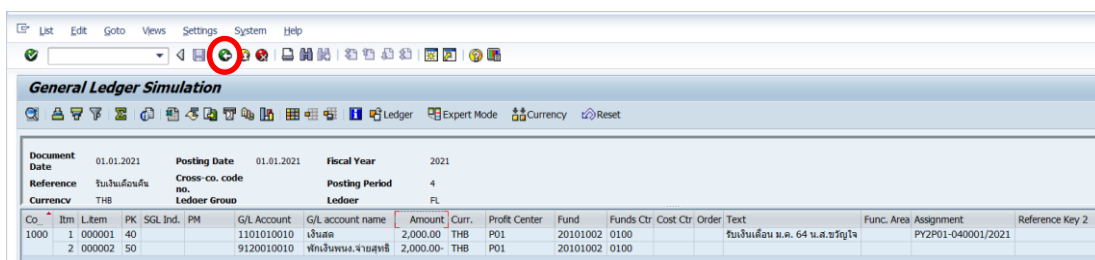 List Edit Goto Views Settings System Help
General Ledger Simulation
Ledger Expert Mode Currency Reset
Document Date 01.01.2021 Posting Date 01.01.2021 Fiscal Year 2021
Reference รับเงินเดือนคืน Cross-co. code no. Posting Period 4
Currency THB Ledger Group Ledger FL
Co_ Itm L.item PK SGL Ind. PM G/L Account G/L account name Amount Curr. Profit Center Fund Funds Ctr Cost Ctr Order Text Func. Area Assignment Reference Key 2
1000 1 000001 40 1101010010 เงินสด 2,000.00 THB P01 20101002 0100 รับเงินเดือน ม.ค. 64 น.ส.ขวัญใจ PY2P01-040001/2021
2 000002 50 9120010010 พักเงินพนง.จ่ายสุทธิ 2,000.00- THB P01 20101002 0100